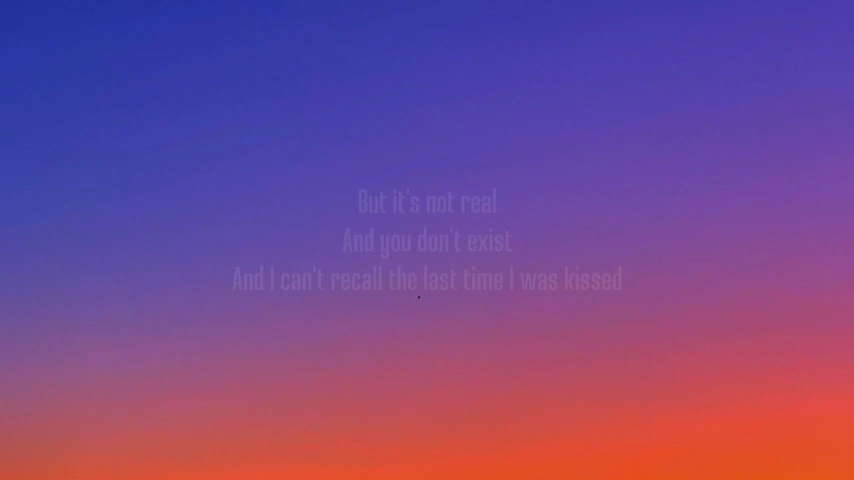 But it's not real
And you don't exist
And I can't recall the last time I was kissed